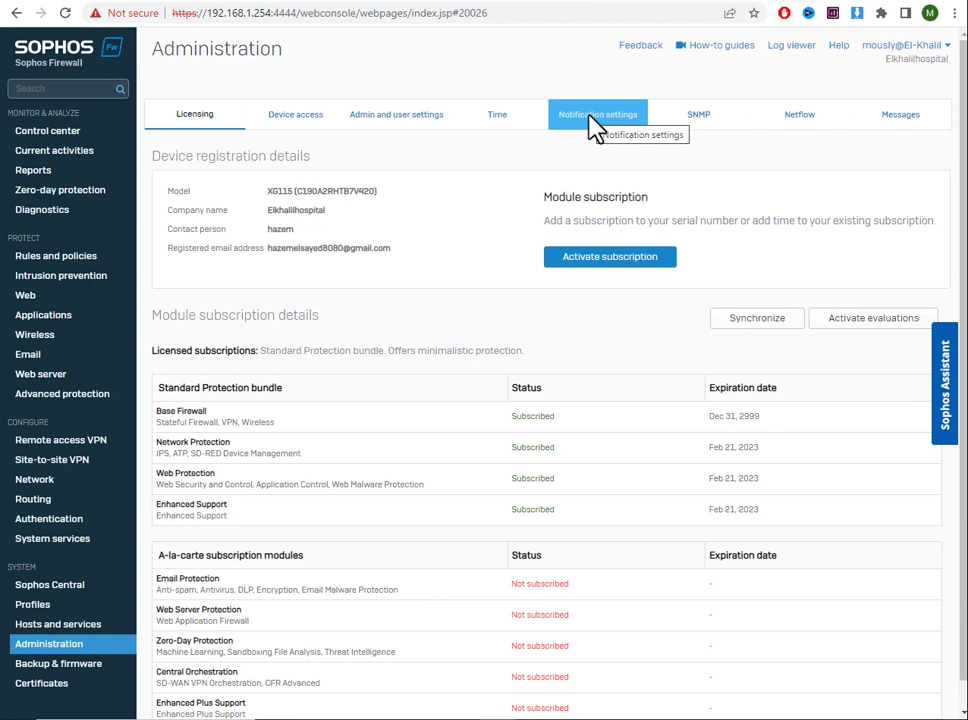 Not secure https://192.168.1.254:4444/webconsole/webpages/index.jsp#20026
M
SOPHOS Fw
Sophos Firewall
Search
MONITOR & ANALYZE
Control center
Current activities
Reports
Zero-day protection
Diagnostics
PROTECT
Rules and policies
Intrusion prevention
Web
Applications
Wireless
Email
Web server
Advanced protection
CONFIGURE
Remote access VPN
Site-to-site VPN
Network
Routing
Authentication
System services
SYSTEM
Sophos Central
Profiles
Hosts and services
Administration
Backup & firmware
Certificates
Administration
Feedback How-to guides Log viewer Help mously@El-Khalil
Elkhalilhospital
Licensing Device access Admin and user settings Time Notification settings SNMP Netflow Messages
Notification settings
Device registration details
Model XG115 (C190A2RHTB7V420)
Company name Elkhalilhospital
Contact person hazem
Registered email address hazemelsayed8080@gmail.com
Module subscription
Add a subscription to your serial number or add time to your existing subscription.
Activate subscription
Module subscription details
Synchronize Activate evaluations
Licensed subscriptions: Standard Protection bundle. Offers minimalistic protection.
Standard Protection bundle Status Expiration date
Base Firewall
Stateful Firewall, VPN, Wireless
Subscribed Dec 31, 2999
Network Protection
IPS, ATP, SD-RED Device Management
Subscribed Feb 21, 2023
Web Protection
Web Security and Control, Application Control, Web Malware Protection
Subscribed Feb 21, 2023
Enhanced Support
Enhanced Support
Subscribed Feb 21, 2023
A-la-carte subscription modules Status Expiration date
Email Protection
Anti-spam, Antivirus, DLP, Encryption, Email Malware Protection
Not subscribed -
Web Server Protection
Web Application Firewall
Not subscribed -
Zero-Day Protection
Machine Learning, Sandboxing File Analysis, Threat Intelligence
Not subscribed -
Central Orchestration
SD-WAN VPN Orchestration, CFR Advanced
Not subscribed -
Enhanced Plus Support
Enhanced Plus Support
Not subscribed -
Sophos Assistant